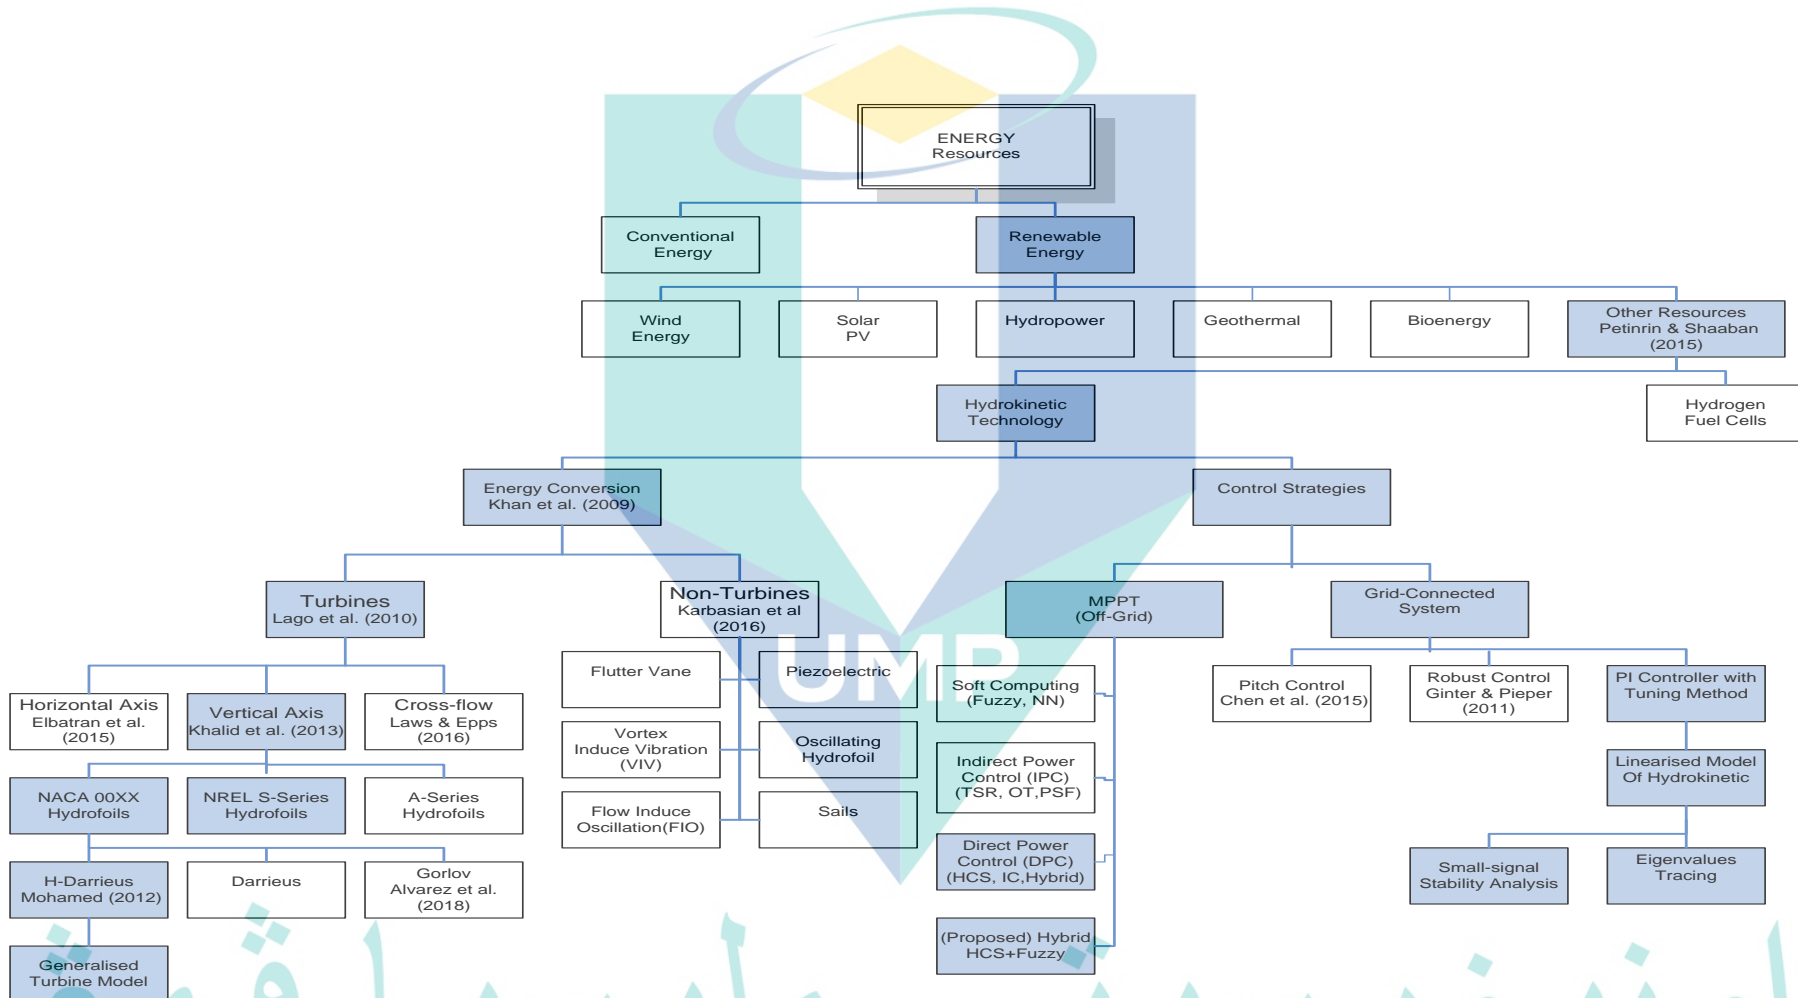 ENERGY
Resources
Conventional
Energy
Renewable
Energy
Wind
Energy
Solar
PV
Hydropower
Geothermal
Bioenergy
Other Resources
Petinrin & Shaaban
(2015)
Hydrokinetic
Technology
Hydrogen
Fuel Cells
Energy Conversion
Khan et al. (2009)
Control Strategies
Turbines
Lago et al. (2010)
Non-Turbines
Karbasian et al
(2016)
MPPT
(Off-Grid)
Grid-Connected
System
UMP
Horizontal Axis
Elbatran et al.
(2015)
Vertical Axis
Khalid et al. (2013)
Cross-flow
Laws & Epps
(2016)
Flutter Vane
Piezoelectric
Vortex
Induce Vibration
(VIV)
Oscillating
Hydrofoil
Flow Induce
Oscillation(FIO)
Sails
Soft Computing
(Fuzzy, NN)
Indirect Power
Control (IPC)
(TSR, OT,PSF)
Direct Power
Control (DPC)
(HCS, IC,Hybrid)
(Proposed) Hybrid
HCS+Fuzzy
Pitch Control
Chen et al. (2015)
Robust Control
Ginter & Pieper
(2011)
PI Controller with
Tuning Method
Linearised Model
Of Hydrokinetic
Small-signal
Stability Analysis
Eigenvalues
Tracing
NACA 00XX
Hydrofoils
NREL S-Series
Hydrofoils
A-Series
Hydrofoils
H-Darrieus
Mohamed (2012)
Darrieus
Gorlov
Alvarez et al.
(2018)
Generalised
Turbine Model